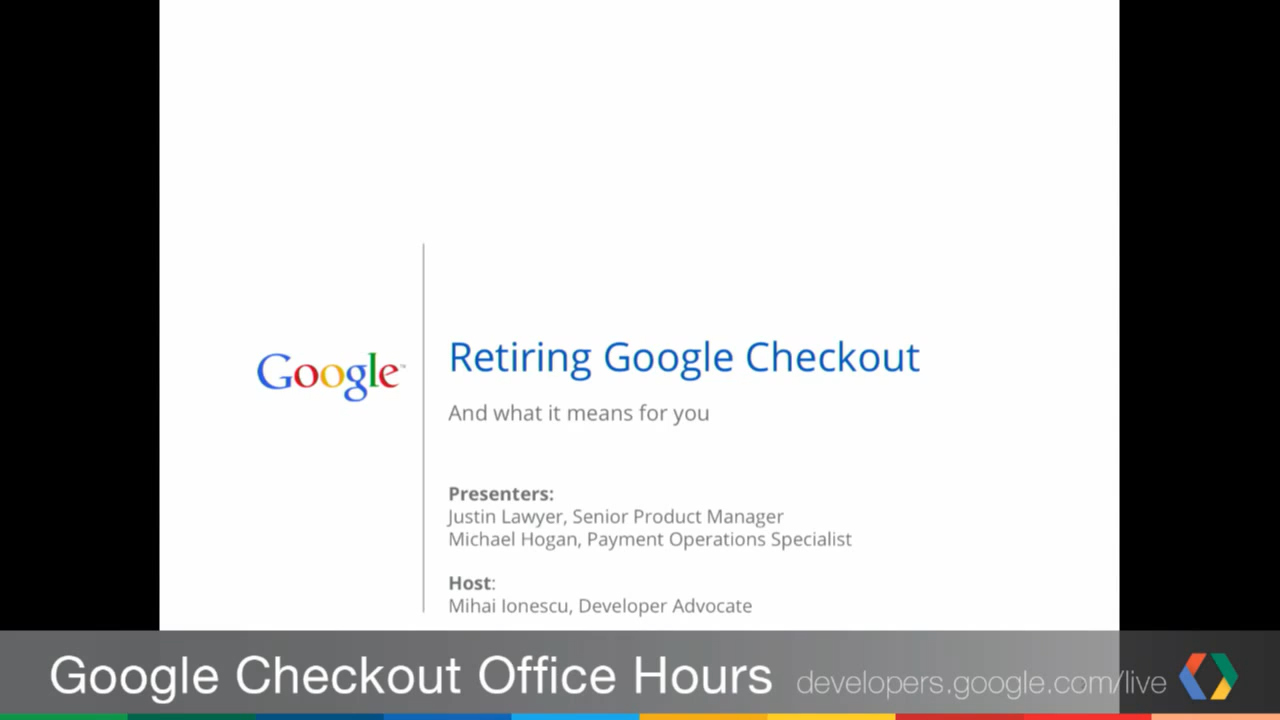 Google™
Retiring Google Checkout
And what it means for you
Presenters:
Justin Lawyer, Senior Product Manager
Michael Hogan, Payment Operations Specialist
Host:
Mihai Ionescu, Developer Advocate
Google Checkout Office Hours developers.google.com/live